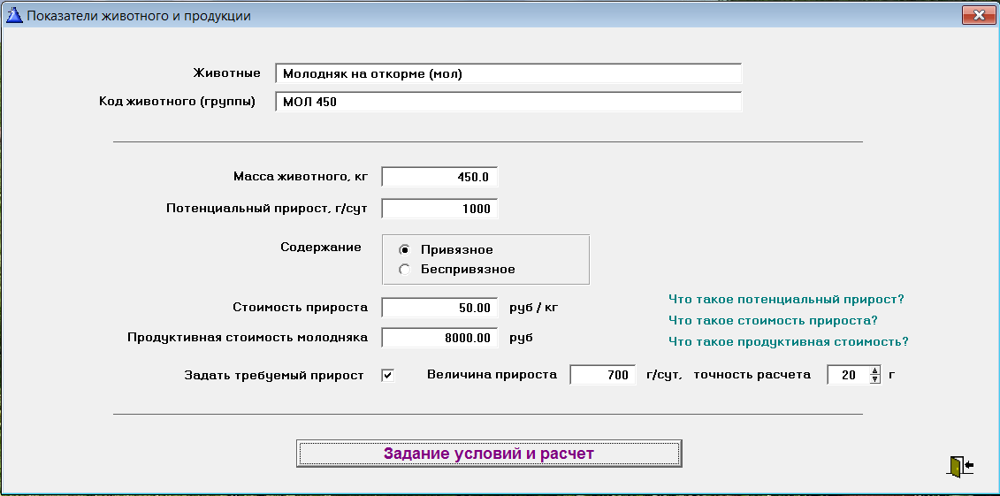 Показатели животного и продукции
Животные Молодняк на откорме (мол)
Код животного (группы) МОЛ 450
Масса животного, кг 450.0
Потенциальный прирост, г/сут 1000
Содержание Привязное
Беспривязное
Стоимость прироста 50.00 руб / кг
Что такое потенциальный прирост?
Что такое стоимость прироста?
Продуктивная стоимость молодняка 8000.00 руб
Что такое продуктивная стоимость?
Задать требуемый прирост Величина прироста 700 г/сут, точность расчета 20 г
Задание условий и расчет